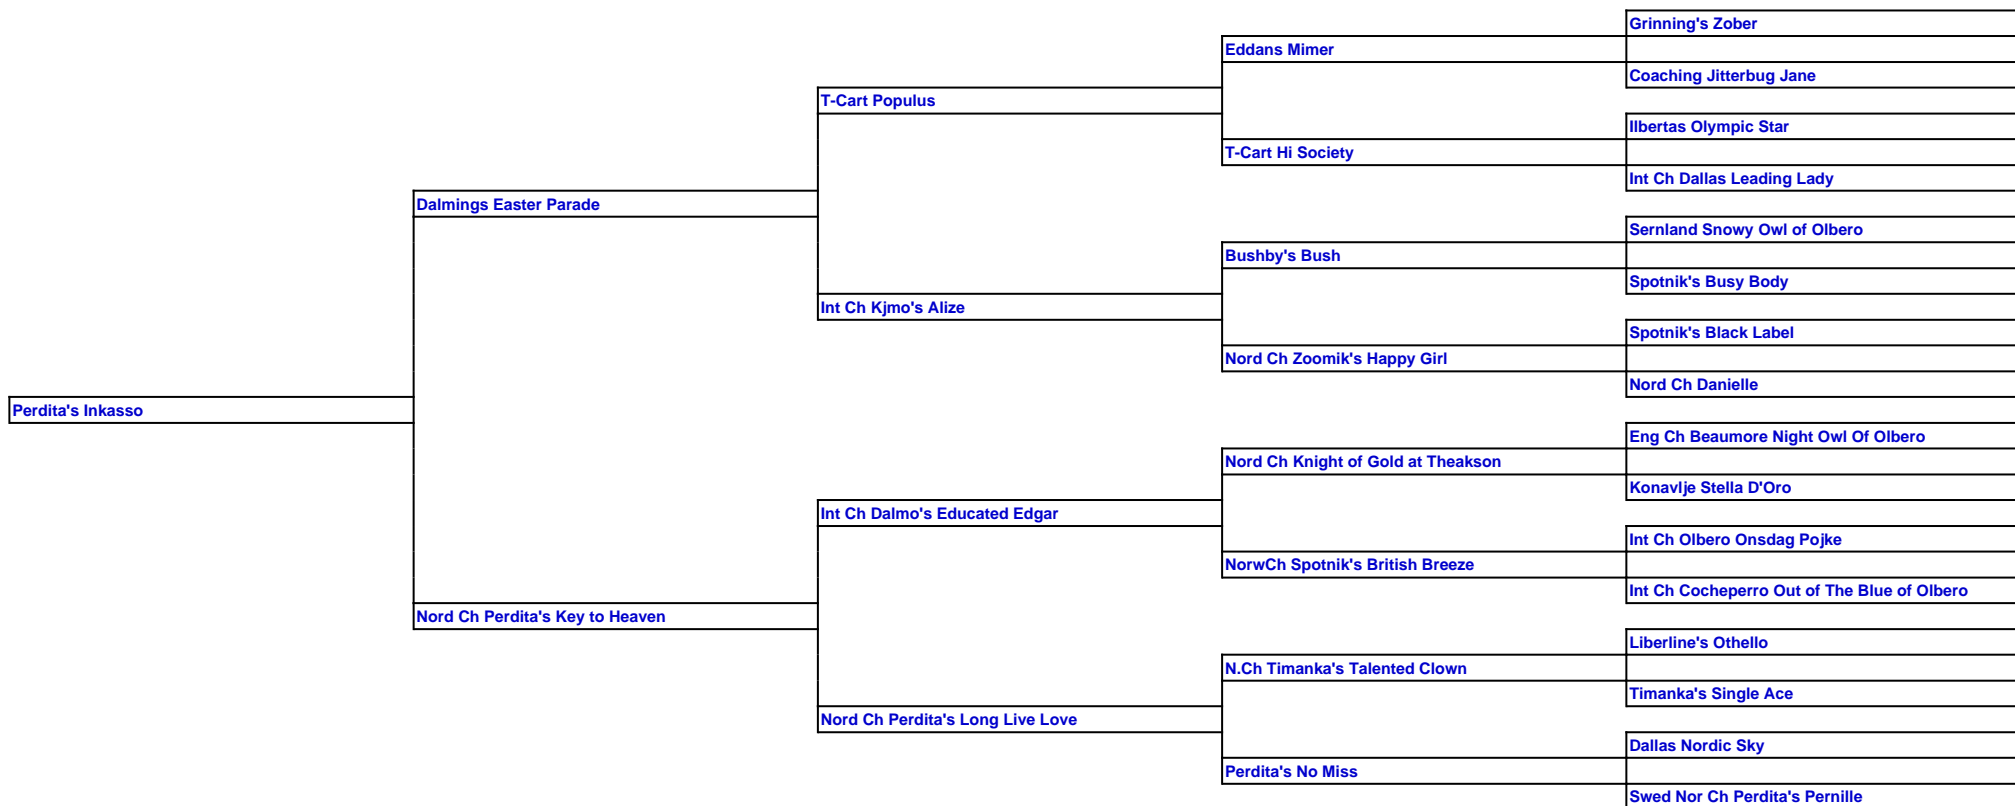 Grinning's Zober
Eddans Mimer
Coaching Jitterbug Jane
T-Cart Populus
Ilbertas Olympic Star
T-Cart Hi Society
Int Ch Dallas Leading Lady
Dalmings Easter Parade
Sernland Snowy Owl of Olbero
Bushby's Bush
Spotnik's Busy Body
Int Ch Kjmo's Alize
Spotnik's Black Label
Nord Ch Zoomik's Happy Girl
Nord Ch Danielle
Perdita's Inkasso
Eng Ch Beaumore Night Owl Of Olbero
Nord Ch Knight of Gold at Theakson
Konavlje Stella D'Oro
Int Ch Dalmo's Educated Edgar
Int Ch Olbero Onsdag Pojke
NorwCh Spotnik's British Breeze
Int Ch Cocheperro Out of The Blue of Olbero
Nord Ch Perdita's Key to Heaven
Liberline's Othello
N.Ch Timanka's Talented Clown
Timanka's Single Ace
Nord Ch Perdita's Long Live Love
Dallas Nordic Sky
Perdita's No Miss
Swed Nor Ch Perdita's Pernille